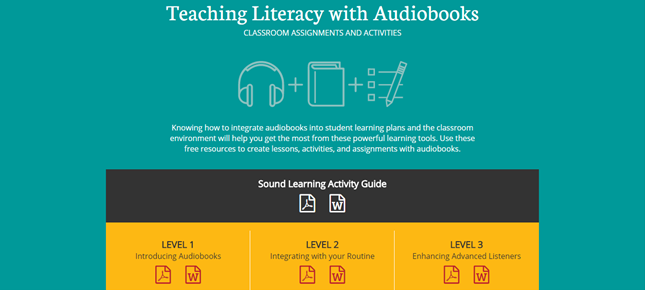 Teaching Literacy with Audiobooks
CLASSROOM ASSIGNMENTS AND ACTIVITIES
Knowing how to integrate audiobooks into student learning plans and the classroom
environment will help you get the most from these powerful learning tools. Use these
free resources to create lessons, activities, and assignments with audiobooks.
Sound Learning Activity Guide
W
LEVEL 1
Introducing Audiobooks
W
LEVEL 2
Integrating with your Routine
W
LEVEL 3
Enhancing Advanced Listeners
W